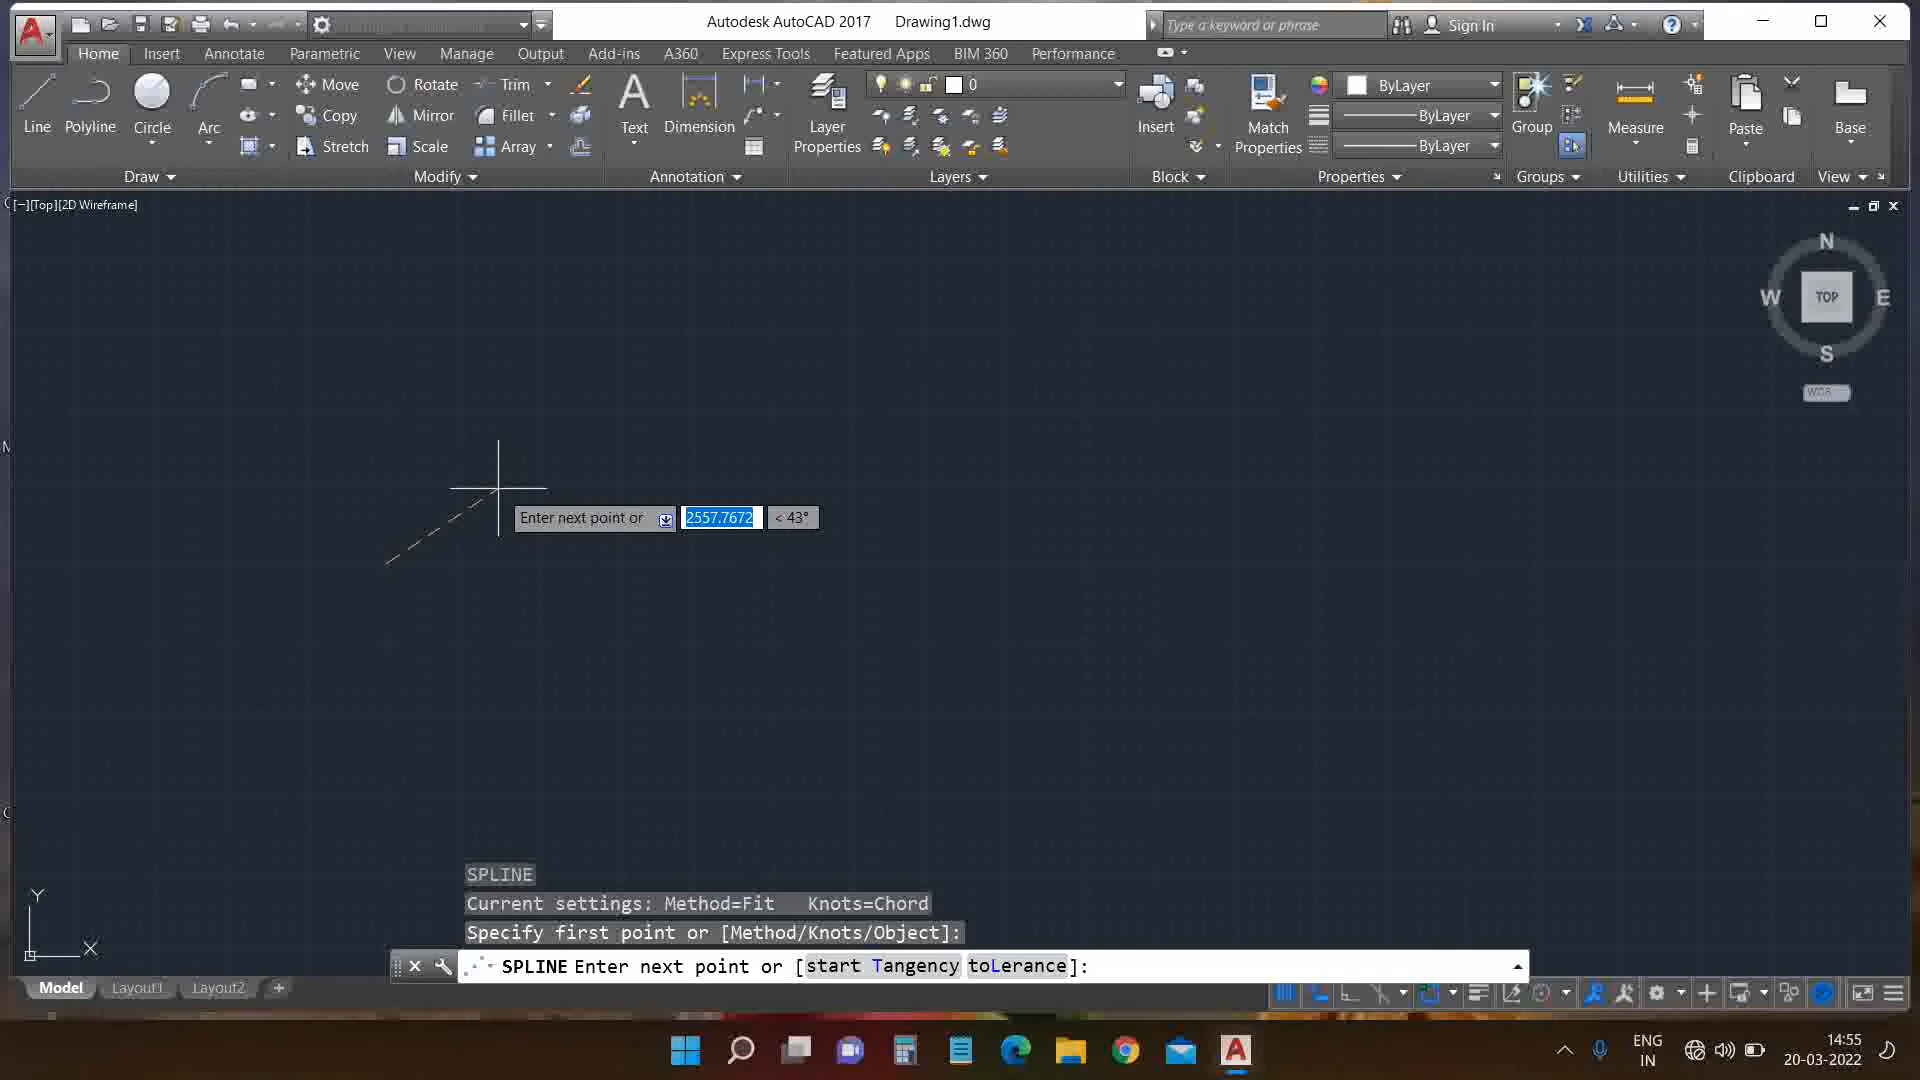 Autodesk AutoCAD 2017 Drawing1.dwg
Type a keyword or phrase
Sign In
Home Insert Annotate Parametric View Manage Output Add-ins A360 Express Tools Featured Apps BIM 360 Performance
Line Polyline Circle Arc
Move Rotate Trim
Copy Mirror Fillet
Stretch Scale Array
Text Dimension
Layer Properties
0
Insert
Match Properties
ByLayer
ByLayer
ByLayer
Group Measure Paste Base
Draw Modify Annotation Layers Block Properties Groups Utilities Clipboard View
[−][Top][2D Wireframe]
N
W TOP E
S
Enter next point or 2557.7672 < 43°
SPLINE
Current settings: Method=Fit Knots=Chord
Specify first point or [Method/Knots/Object]:
SPLINE Enter next point or [start Tangency toLerance]:
Y
X
Model Layout1 Layout2 +
ENG
IN
14:55
20-03-2022